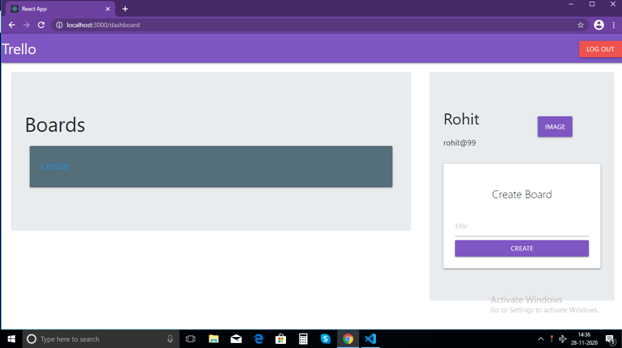 React App
localhost:3000/dashboard
Trello
LOG OUT
Boards
create
Rohit
IMAGE
rohit@99
Create Board
title
CREATE
Activate Windows
Go to Settings to activate Windows.
Type here to search
14:36
28-11-2020